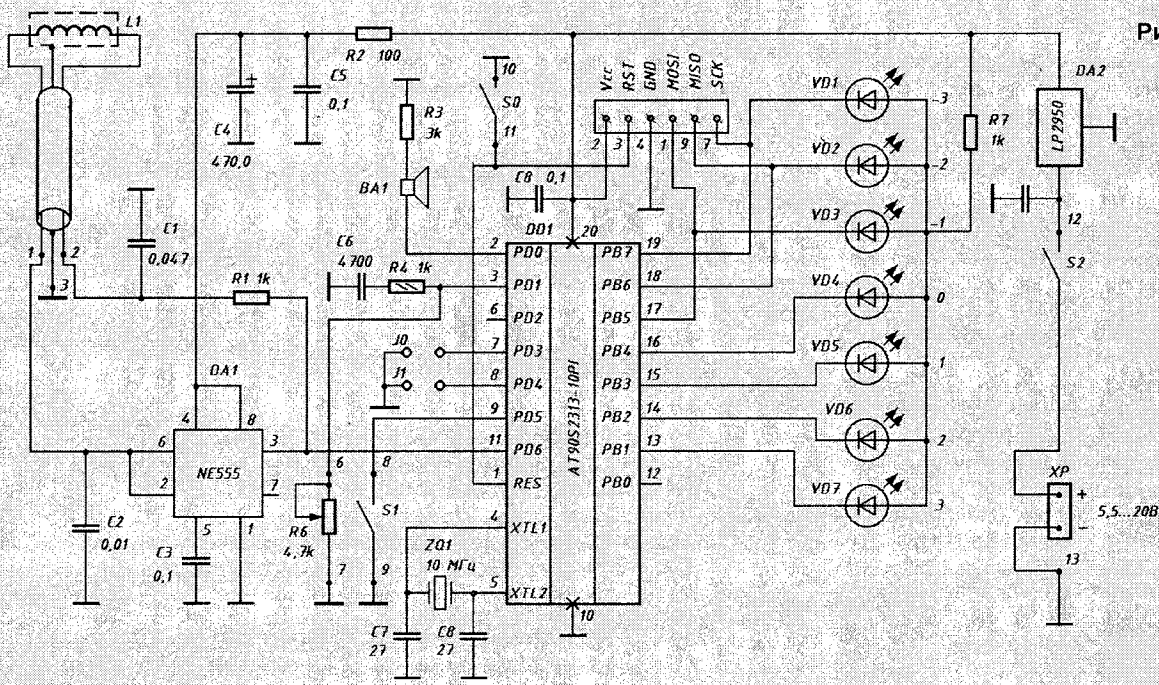 Ри
L1
R2 100
DA2
C5
0,1
C4
470,0
10
S0
11
R3
3k
BA1
Vcc RST GND MOSI MISO SCK
2 3 4 1 9 7
VD1
-3
VD2
-2
VD3
-1
VD4
0
VD5
1
VD6
2
VD7
3
R7
1k
LP2950
12
S2
C8 0,1
C1
0,047
1 2
3
R1 1k
C6
4700
R4 1k
DD1
20
AT90S2313-10PI
2 PD0 PB7 19
3 PD1 PB6 18
6 PD2 PB5 17
7 PD3 PB4 16
8 PD4 PB3 15
9 PD5 PB2 14
11 PD6 PB1 13
1 RES PB0 12
4 XTL1
5 XTL2
10
J0
J1
DA1
4 8
6 3
NE555
2 7
5 1
C2
0,01
C3
0,1
6
R6
4,7k
7
8
S1
9
ZQ1
10 МГц
C7
27
C8
27
XP
+
5,5...20В
−
13